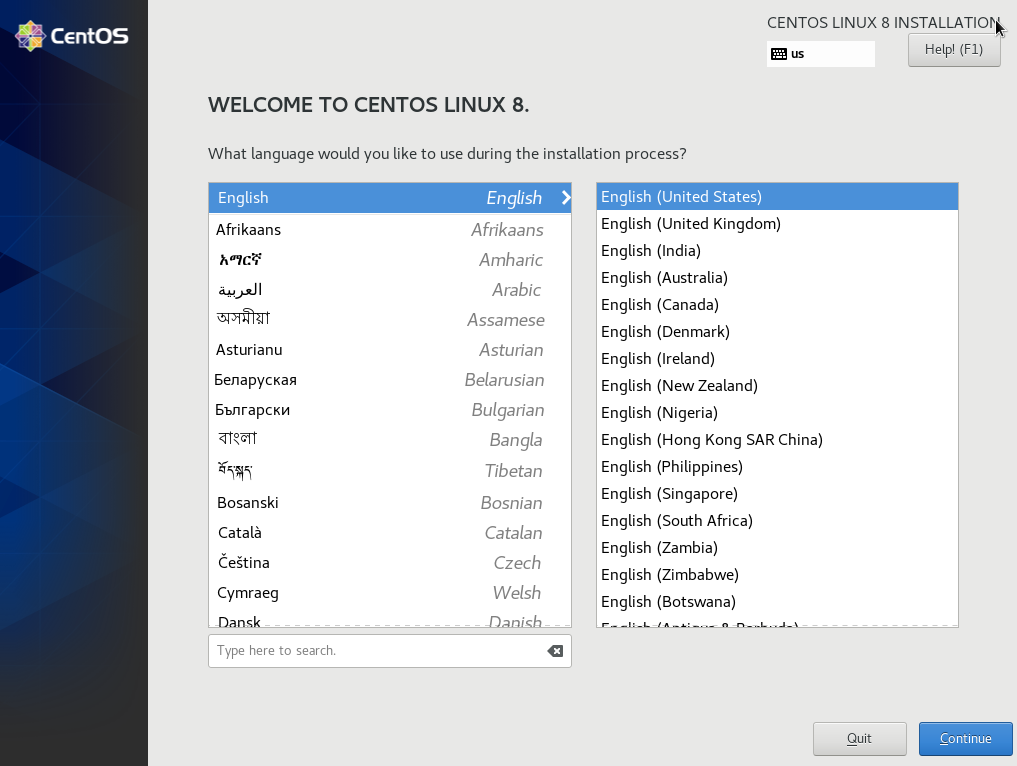 CentOS
CENTOS LINUX 8 INSTALLATION
us
Help! (F1)
WELCOME TO CENTOS LINUX 8.
What language would you like to use during the installation process?
English English
Afrikaans Afrikaans
አማርኛ Amharic
العربية Arabic
অসমীয়া Assamese
Asturianu Asturian
Беларуская Belarusian
Български Bulgarian
বাংলা Bangla
བོད་སྐད་ Tibetan
Bosanski Bosnian
Català Catalan
Čeština Czech
Cymraeg Welsh
Dansk Danish
Type here to search.
English (United States)
English (United Kingdom)
English (India)
English (Australia)
English (Canada)
English (Denmark)
English (Ireland)
English (New Zealand)
English (Nigeria)
English (Hong Kong SAR China)
English (Philippines)
English (Singapore)
English (South Africa)
English (Zambia)
English (Zimbabwe)
English (Botswana)
English (Antigua & Barbuda)
Quit
Continue